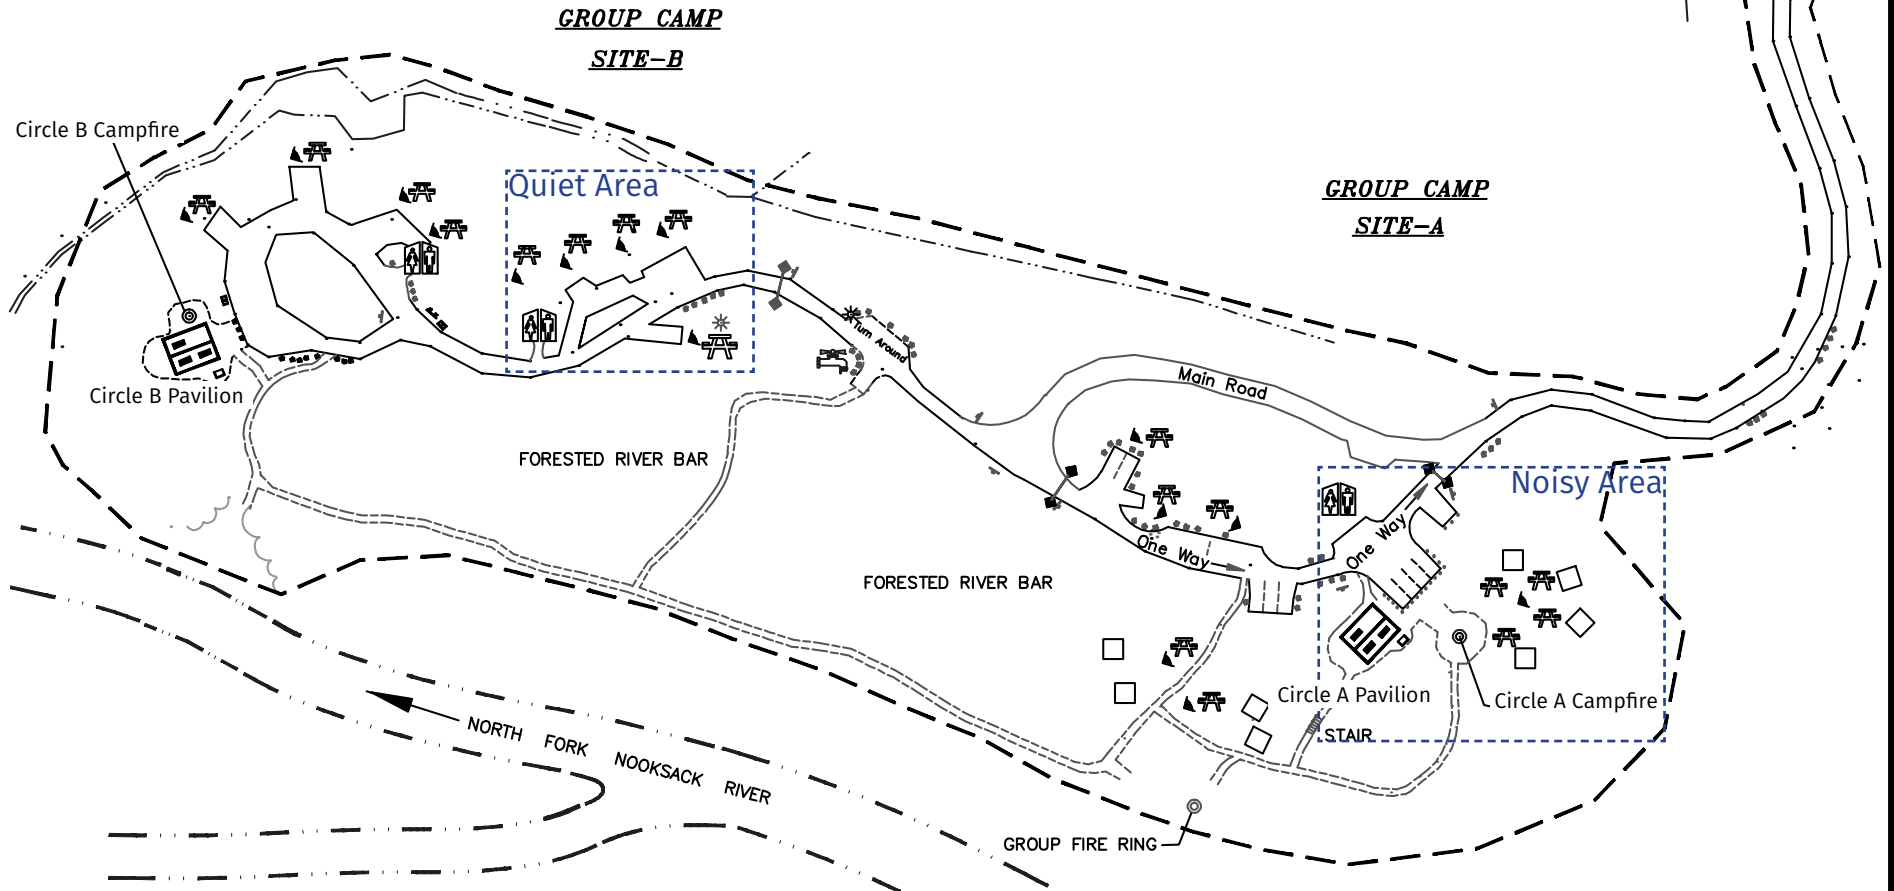 GROUP CAMP
SITE-B
Circle B Campfire
Quiet Area
GROUP CAMP
SITE-A
Turn Around
Main Road
Circle B Pavilion
FORESTED RIVER BAR
Noisy Area
One Way
One Way
FORESTED RIVER BAR
Circle A Pavilion
Circle A Campfire
STAIR
NORTH FORK NOOKSACK RIVER
GROUP FIRE RING